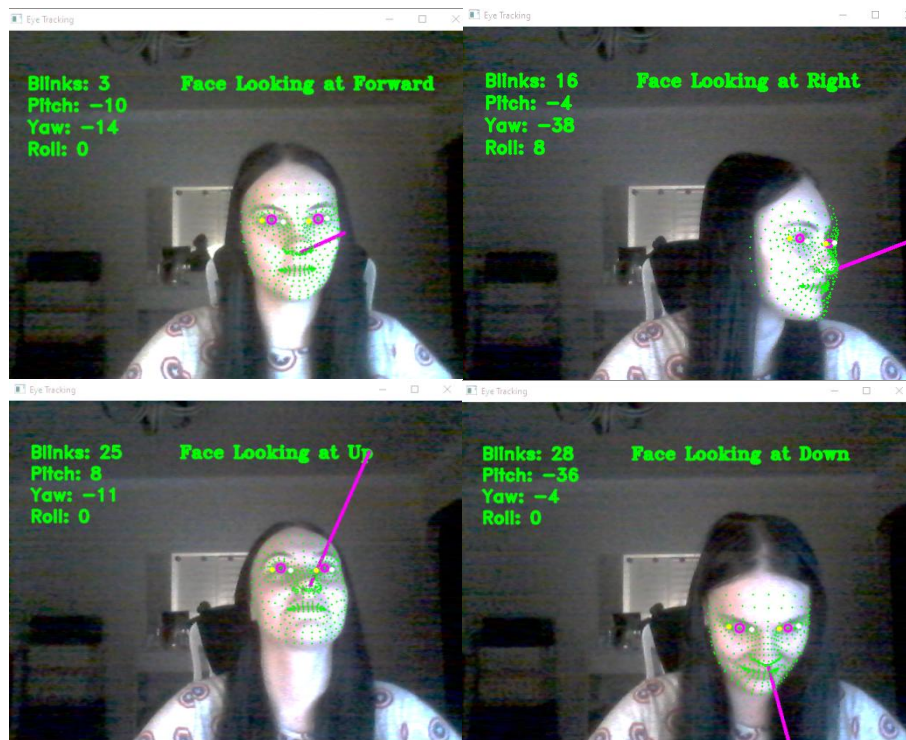 Eye Tracking
Blinks: 3
Face Looking at Forward
Pitch: -10
Yaw: -14
Roll: 0
Eye Tracking
Blinks: 16
Face Looking at Right
Pitch: -4
Yaw: -38
Roll: 8
Eye Tracking
Blinks: 25
Face Looking at Up
Pitch: 8
Yaw: -11
Roll: 0
Eye Tracking
Blinks: 28
Face Looking at Down
Pitch: -36
Yaw: -4
Roll: 0